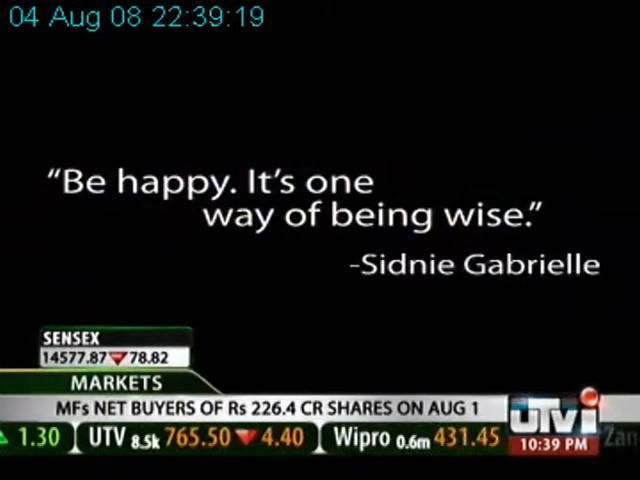 04 Aug 08 22:39:19
“Be happy. It’s one
way of being wise.”
-Sidnie Gabrielle
SENSEX
14577.87 78.82
MARKETS
MFs NET BUYERS OF Rs 226.4 CR SHARES ON AUG 1
1.30 UTV 8.5k 765.50 4.40 Wipro 0.6m 431.45 Zan
UTVi
10:39 PM